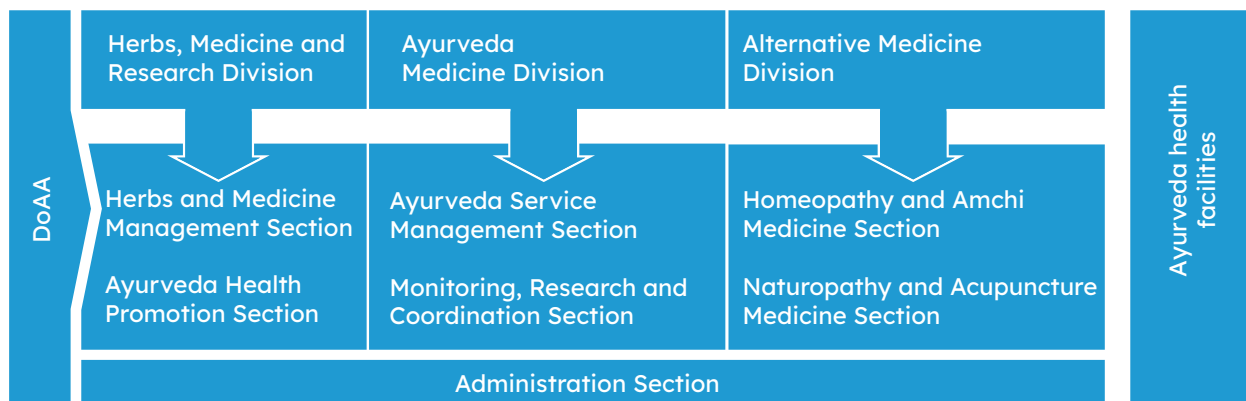 DoAA
Herbs, Medicine and
Research Division
Ayurveda
Medicine Division
Alternative Medicine
Division
Herbs and Medicine
Management Section
Ayurveda Health
Promotion Section
Ayurveda Service
Management Section
Monitoring, Research and
Coordination Section
Homeopathy and Amchi
Medicine Section
Naturopathy and Acupuncture
Medicine Section
Administration Section
Ayurveda health
facilities